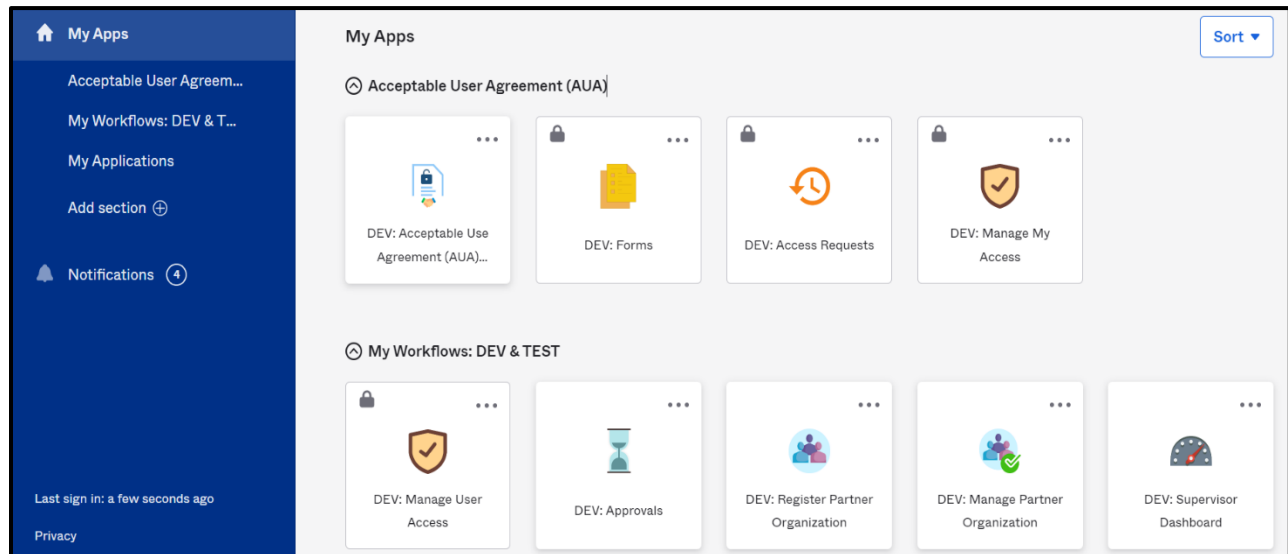 My Apps
Acceptable User Agreem...
My Workflows: DEV & T...
My Applications
Add section
Notifications 4
Last sign in: a few seconds ago
Privacy
My Apps
Sort
Acceptable User Agreement (AUA)
DEV: Acceptable Use
Agreement (AUA)...
DEV: Forms
DEV: Access Requests
DEV: Manage My
Access
My Workflows: DEV & TEST
DEV: Manage User
Access
DEV: Approvals
DEV: Register Partner
Organization
DEV: Manage Partner
Organization
DEV: Supervisor
Dashboard